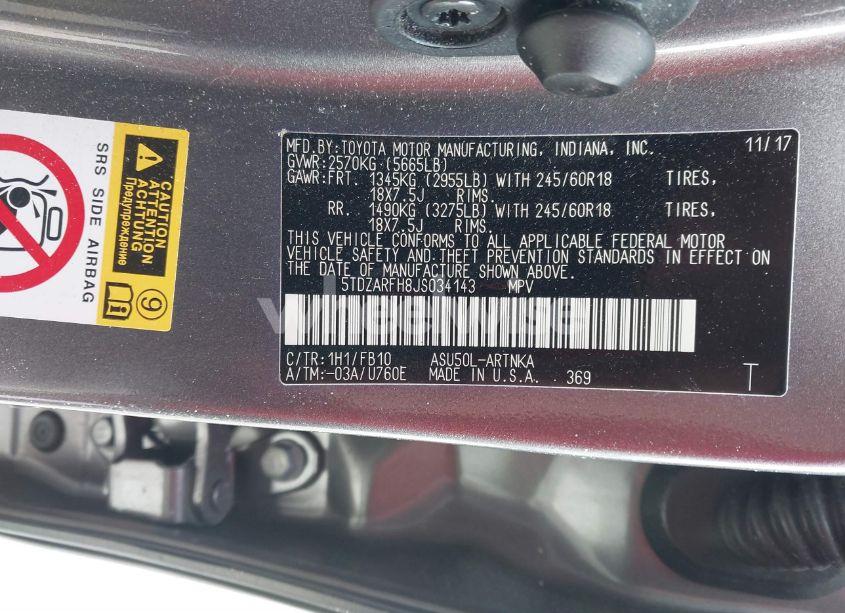 SRS SIDE AIRBAG
CAUTION
ATTENTION
ACHTUNG
Предупреждение
9
MFD.BY:TOYOTA MOTOR MANUFACTURING, INDIANA, INC. 11/17
GVWR:2570KG (5665LB)
GAWR:FRT. 1345KG (2955LB) WITH 245/60R18 TIRES,
18X7.5J RIMS.
RR. 1490KG (3275LB) WITH 245/60R18 TIRES,
18X7.5J RIMS.
THIS VEHICLE CONFORMS TO ALL APPLICABLE FEDERAL MOTOR
VEHICLE SAFETY AND THEFT PREVENTION STANDARDS IN EFFECT ON
THE DATE OF MANUFACTURE SHOWN ABOVE.
5TDZARFH8JS034143 MPV
wheelwise
C/TR:1H1/FB10 ASU50L-ARTNKA
A/TM:-03A/U760E MADE IN U.S.A. 369 T